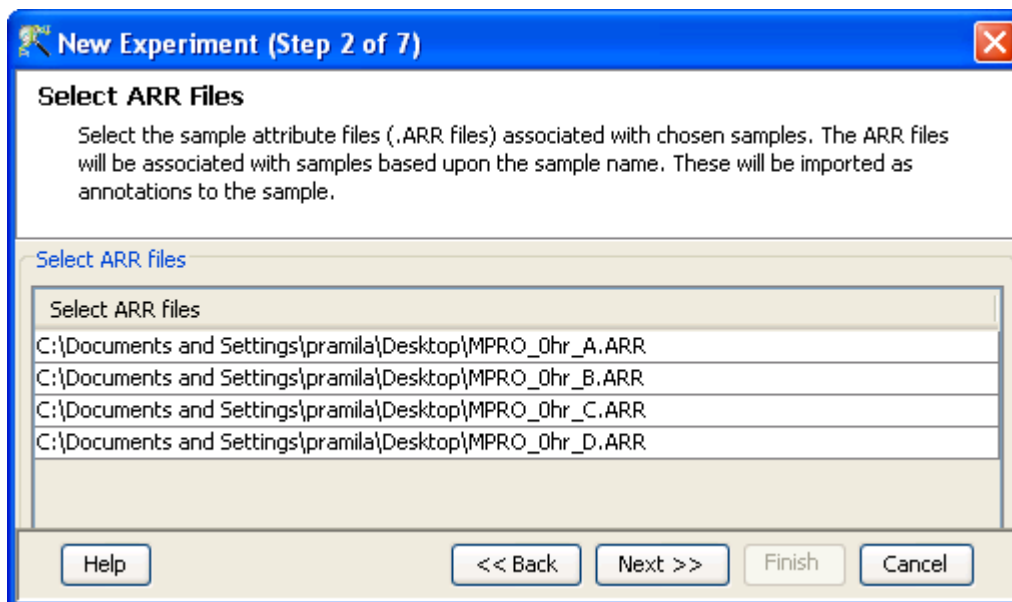 New Experiment (Step 2 of 7)
Select ARR Files
Select the sample attribute files (.ARR files) associated with chosen samples. The ARR files
will be associated with samples based upon the sample name. These will be imported as
annotations to the sample.
Select ARR files
Select ARR files
C:\Documents and Settings\pramila\Desktop\MPRO_0hr_A.ARR
C:\Documents and Settings\pramila\Desktop\MPRO_0hr_B.ARR
C:\Documents and Settings\pramila\Desktop\MPRO_0hr_C.ARR
C:\Documents and Settings\pramila\Desktop\MPRO_0hr_D.ARR
Help << Back Next >> Finish Cancel